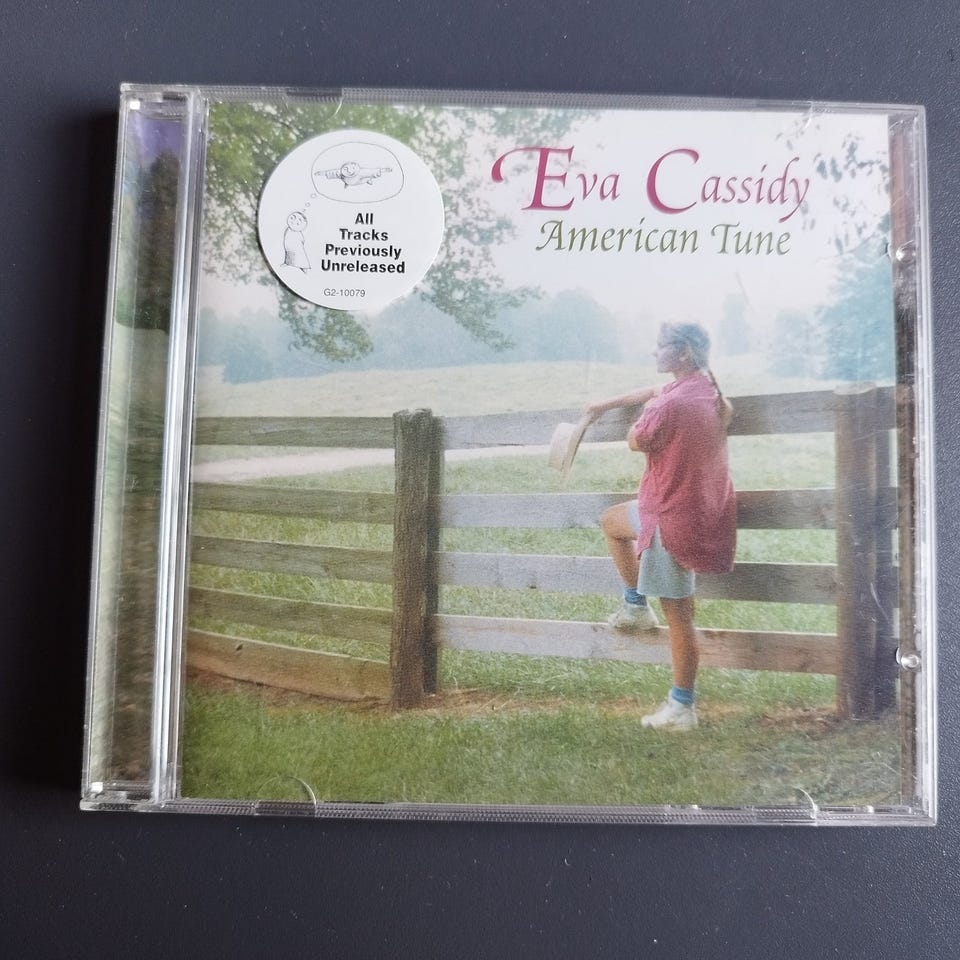 All
Tracks
Previously
Unreleased
G2-10079
Eva Cassidy
American Tune